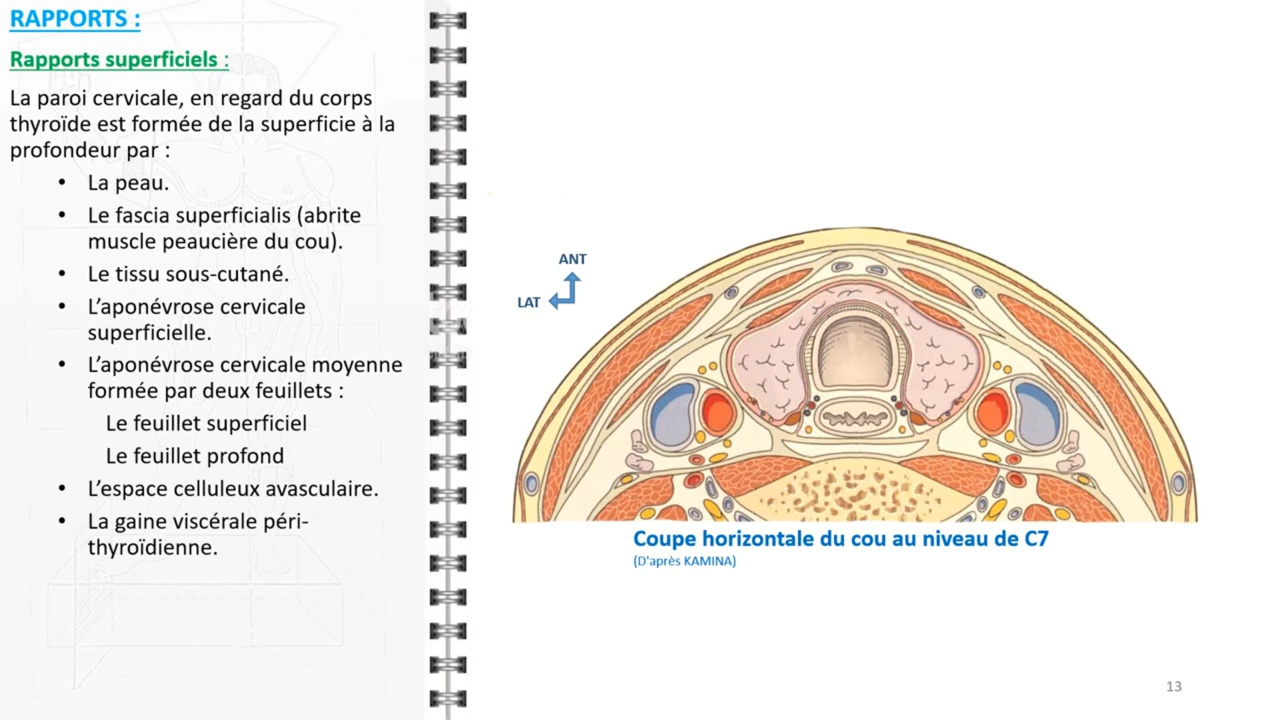 RAPPORTS :
Rapports superficiels :
La paroi cervicale, en regard du corps
thyroïde est formée de la superficie à la
profondeur par :
• La peau.
• Le fascia superficialis (abrite
muscle peaucière du cou).
• Le tissu sous-cutané.
• L'aponévrose cervicale
superficielle.
• L'aponévrose cervicale moyenne
formée par deux feuillets :
Le feuillet superficiel
Le feuillet profond
• L'espace celluleux avasculaire.
• La gaine viscérale péri-
thyroïdienne.
ANT
LAT
Coupe horizontale du cou au niveau de C7
(D'après KAMINA)
13